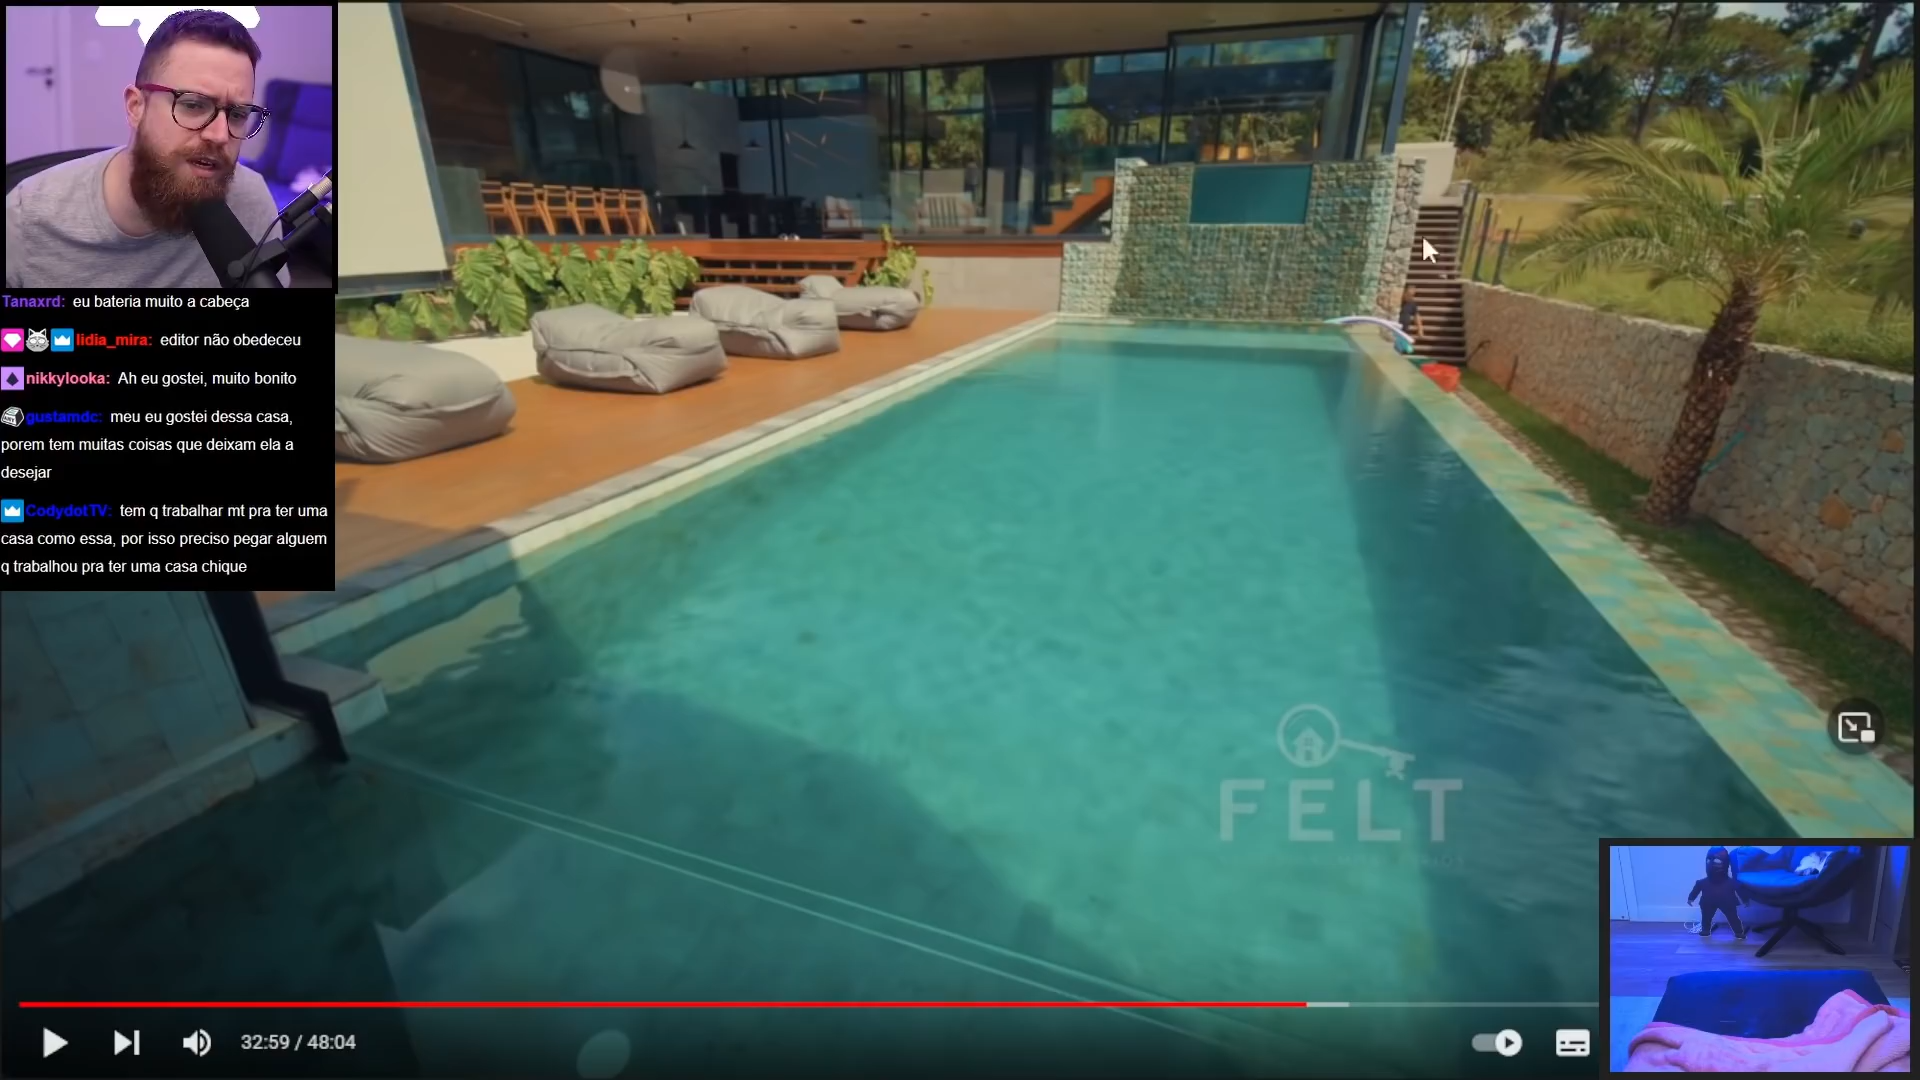 Tanaxrd: eu bateria muito a cabeça
lidia_mira: editor não obedeceu
nikkylooka: Ah eu gostei, muito bonito
gustamdc: meu eu gostei dessa casa,
porem tem muitas coisas que deixam ela a
desejar
CodydotTV: tem q trabalhar mt pra ter uma
casa como essa, por isso preciso pegar alguem
q trabalhou pra ter uma casa chique
FELT
32:59 / 48:04